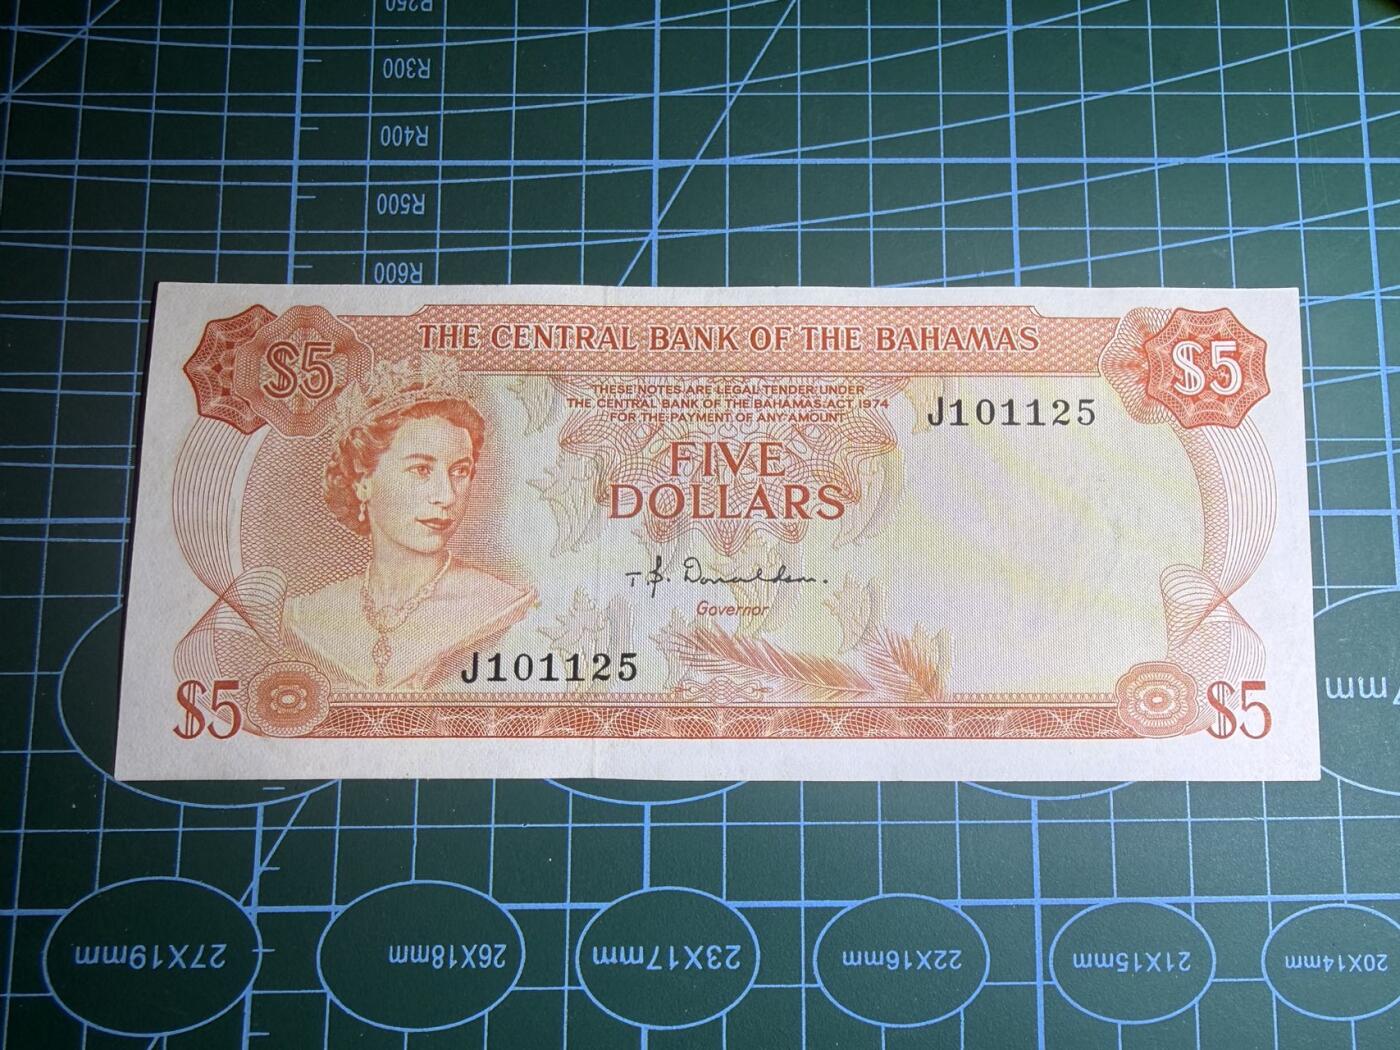 R250
R300
R400
R500
R600
$5
$5
THE CENTRAL BANK OF THE BAHAMAS
$5
THESE NOTES ARE LEGAL TENDER UNDER
THE CENTRAL BANK OF THE BAHAMAS ACT, 1974
FOR THE PAYMENT OF ANY AMOUNT
J101125
FIVE
DOLLARS
T. B. Donaldson.
Governor
J101125
$5
mm
27X19mm
26X18mm
23X17mm
22X16mm
21X15mm
20X14mm